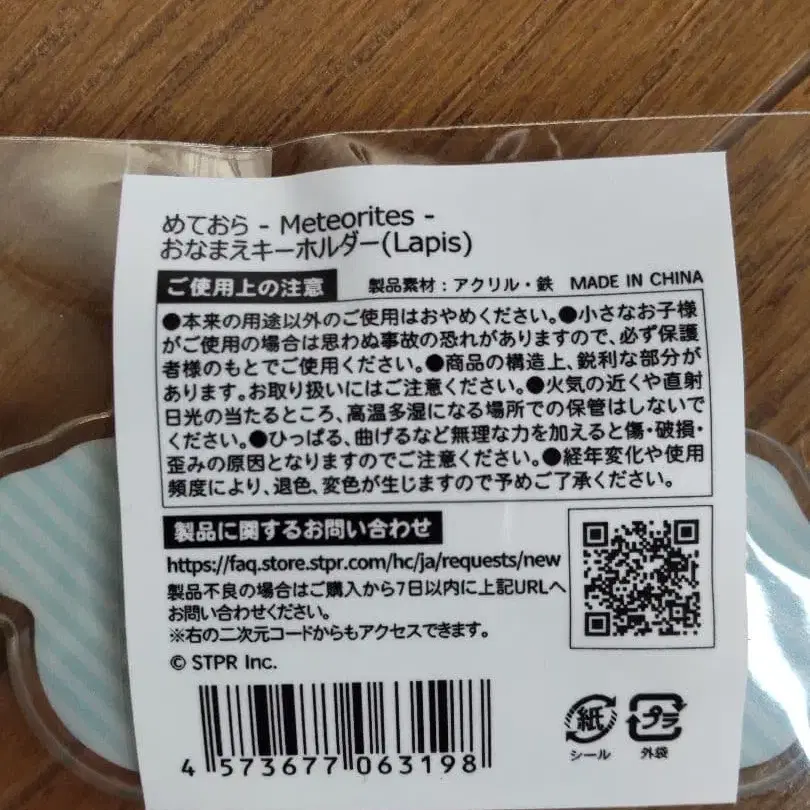 めておら - Meteorites -
おなまえキーホルダー(Lapis)
ご使用上の注意 製品素材：アクリル・鉄 MADE IN CHINA
●本来の用途以外のご使用はおやめください。●小さなお子様
がご使用の場合は思わぬ事故の恐れがありますので、必ず保護
者様のもとでご使用ください。●商品の構造上、鋭利な部分が
あります。お取り扱いにはご注意ください。●火気の近くや直射
日光の当たるところ、高温多湿になる場所での保管はしないで
ください。●ひっぱる、曲げるなど無理な力を加えると傷・破損・
歪みの原因となりますのでご注意ください。●経年変化や使用
頻度により、退色、変色が生じますので予めご了承ください。
製品に関するお問い合わせ
https://faq.store.stpr.com/hc/ja/requests/new
製品不良の場合はご購入から7日以内に上記URLへ
お問い合わせください。
※右の二次元コードからもアクセスできます。
© STPR Inc.
4 573677 063198
紙 プラ
シール 外袋